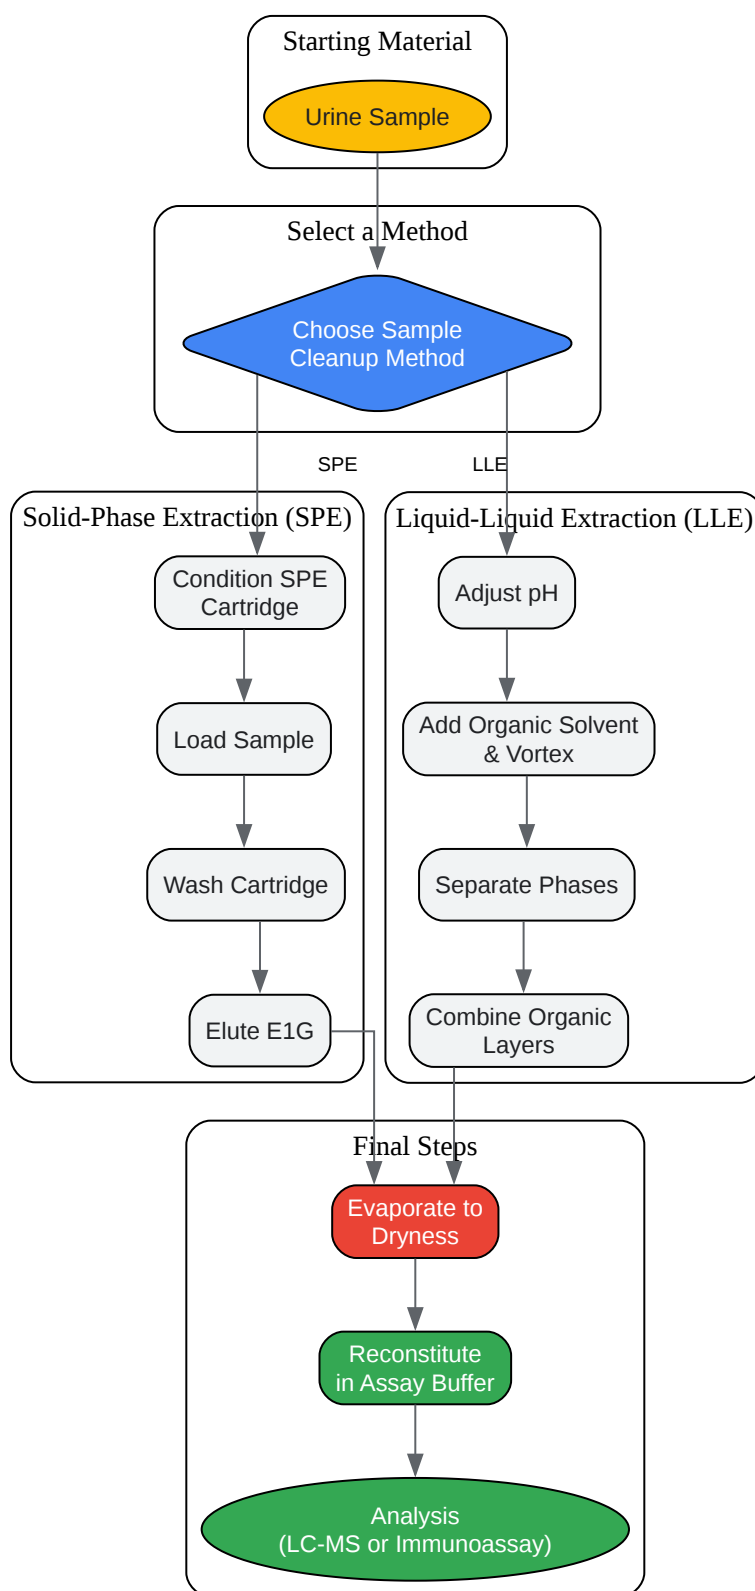 Starting Material
Urine Sample
Select a Method
Choose Sample
Cleanup Method
SPE
LLE
Solid-Phase Extraction (SPE)
Condition SPE
Cartridge
Load Sample
Wash Cartridge
Elute E1G
Liquid-Liquid Extraction (LLE)
Adjust pH
Add Organic Solvent
& Vortex
Separate Phases
Combine Organic
Layers
Final Steps
Evaporate to
Dryness
Reconstitute
in Assay Buffer
Analysis
(LC-MS or Immunoassay)